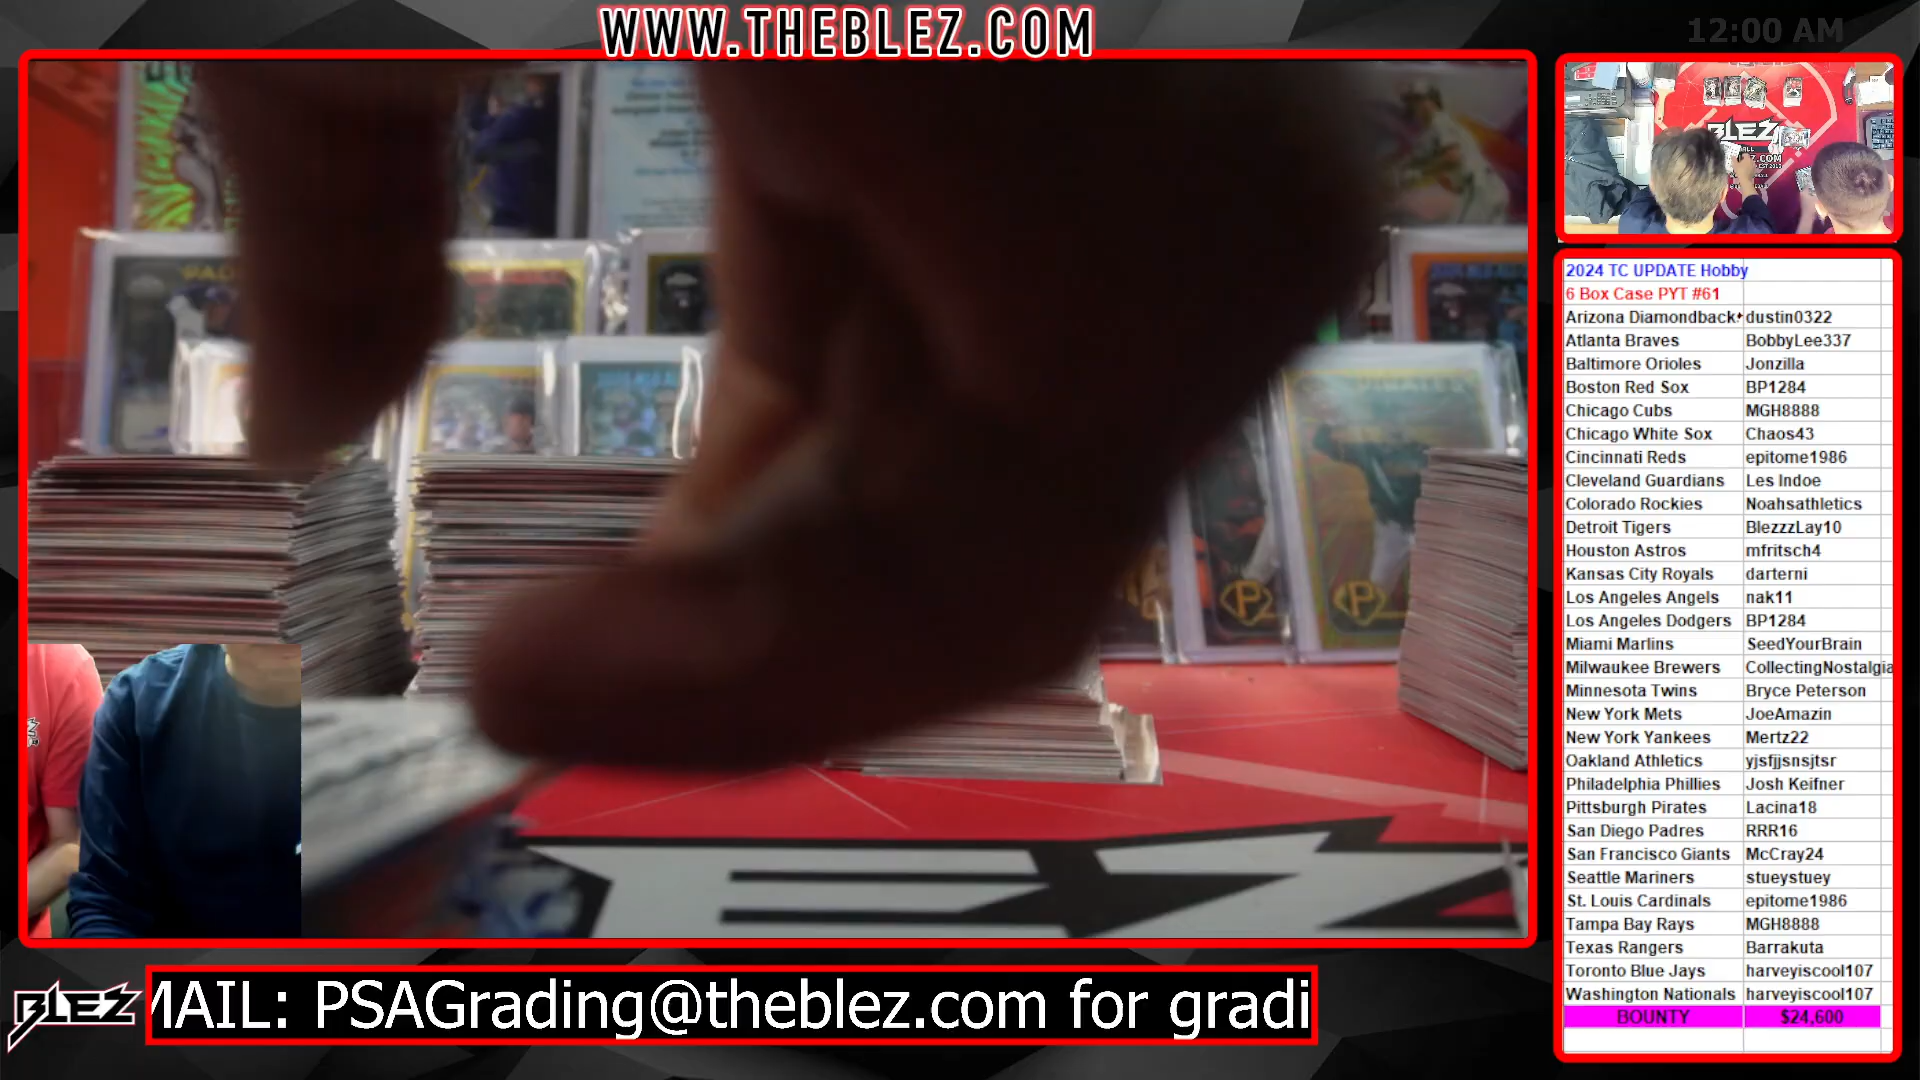 WWW.THEBLEZ.COM
12:00 AM
BLEZ
2024 TC UPDATE Hobby
6 Box Case PYT #61
Arizona Diamondback dustin0322
Atlanta Braves BobbyLee337
Baltimore Orioles Jonzilla
Boston Red Sox BP1284
Chicago Cubs MGH8888
Chicago White Sox Chaos43
Cincinnati Reds epitome1986
Cleveland Guardians Les Indoe
Colorado Rockies Noahsathletics
Detroit Tigers BlezzzLay10
Houston Astros mfritsch4
Kansas City Royals darterni
Los Angeles Angels nak11
Los Angeles Dodgers BP1284
Miami Marlins SeedYourBrain
Milwaukee Brewers CollectingNostalgia
Minnesota Twins Bryce Peterson
New York Mets JoeAmazin
New York Yankees Mertz22
Oakland Athletics yjsfjjsnsjtsr
Philadelphia Phillies Josh Keifner
Pittsburgh Pirates Lacina18
San Diego Padres RRR16
San Francisco Giants McCray24
Seattle Mariners stueystuey
St. Louis Cardinals epitome1986
Tampa Bay Rays MGH8888
Texas Rangers Barrakuta
Toronto Blue Jays harveyiscool107
Washington Nationals harveyiscool107
BOUNTY $24,600
BLEZ
MAIL: PSAGrading@theblez.com for gradi